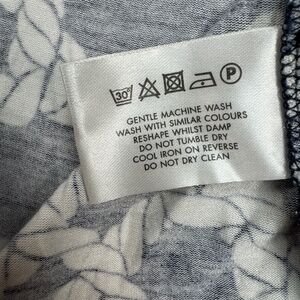 30° P
GENTLE MACHINE WASH
WASH WITH SIMILAR COLOURS
RESHAPE WHILST DAMP
DO NOT TUMBLE DRY
COOL IRON ON REVERSE
DO NOT DRY CLEAN